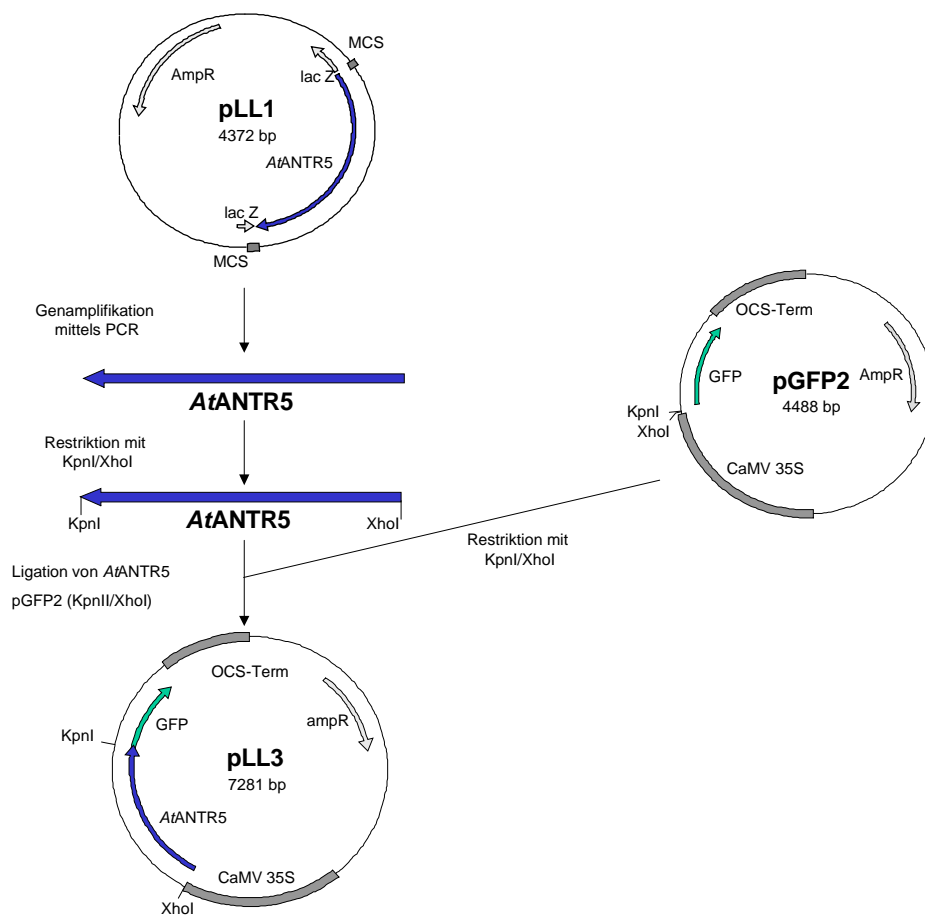 MCS
lac Z
AmpR
pLL1
4372 bp
AtANTR5
lac Z
MCS
Genamplifikation
mittels PCR
AtANTR5
Restriktion mit
KpnI/XhoI
KpnI
AtANTR5
XhoI
OCS-Term
GFP
AmpR
pGFP2
4488 bp
KpnI
XhoI
CaMV 35S
Restriktion mit
KpnI/XhoI
Ligation von AtANTR5
pGFP2 (KpnII/XhoI)
OCS-Term
GFP
ampR
KpnI
pLL3
7281 bp
AtANTR5
CaMV 35S
XhoI